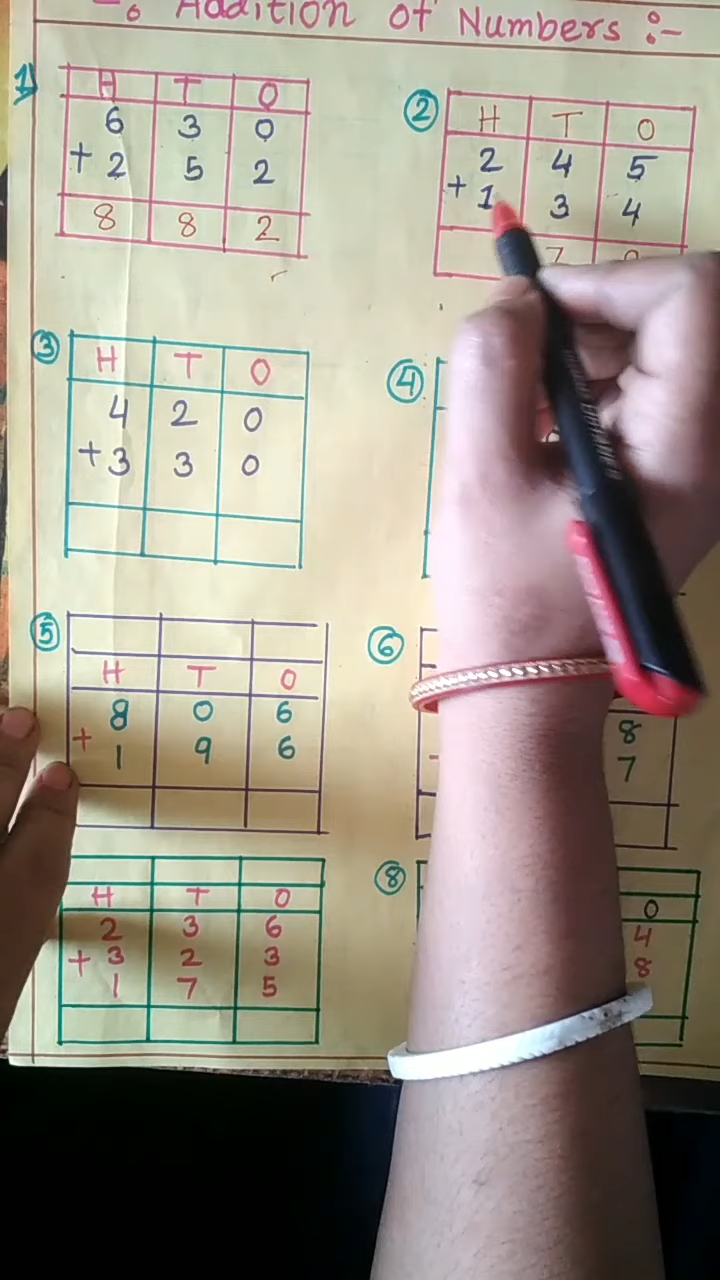 Addition of Numbers :-
1)
H T O
6 3 0
+ 2 5 2
8 8 2
2
H T O
2 4 5
+ 1 3 4
7 9
3
H T O
4 2 0
+ 3 3 0
4
5
H T O
8 0 6
+ 1 9 6
6
8
7
H T O
2 3 6
+ 3 2 3
1 7 5
8
O
4
8